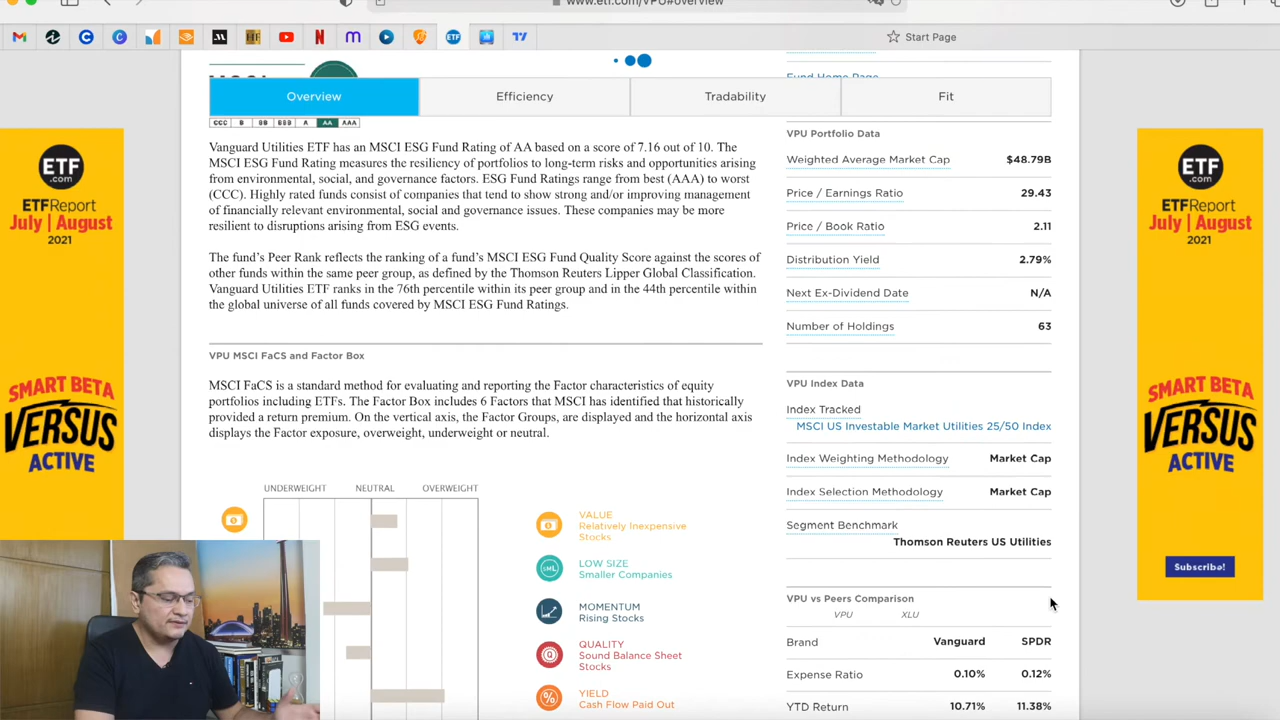 www.etf.com/VPU#overview
Start Page
Fund Home Page
MSCI
Overview
Efficiency
Tradability
Fit
CCC B BB BBB A AA AAA
Vanguard Utilities ETF has an MSCI ESG Fund Rating of AA based on a score of 7.16 out of 10. The
MSCI ESG Fund Rating measures the resiliency of portfolios to long-term risks and opportunities arising
from environmental, social, and governance factors. ESG Fund Ratings range from best (AAA) to worst
(CCC). Highly rated funds consist of companies that tend to show strong and/or improving management
of financially relevant environmental, social and governance issues. These companies may be more
resilient to disruptions arising from ESG events.
The fund's Peer Rank reflects the ranking of a fund's MSCI ESG Fund Quality Score against the scores of
other funds within the same peer group, as defined by the Thomson Reuters Lipper Global Classification.
Vanguard Utilities ETF ranks in the 76th percentile within its peer group and in the 44th percentile within
the global universe of all funds covered by MSCI ESG Fund Ratings.
VPU MSCI FaCS and Factor Box
MSCI FaCS is a standard method for evaluating and reporting the Factor characteristics of equity
portfolios including ETFs. The Factor Box includes 6 Factors that MSCI has identified that historically
provided a return premium. On the vertical axis, the Factor Groups, are displayed and the horizontal axis
displays the Factor exposure, overweight, underweight or neutral.
UNDERWEIGHT NEUTRAL OVERWEIGHT
VALUE
Relatively Inexpensive
Stocks
LOW SIZE
Smaller Companies
MOMENTUM
Rising Stocks
QUALITY
Sound Balance Sheet
Stocks
YIELD
Cash Flow Paid Out
VPU Portfolio Data
Weighted Average Market Cap $48.79B
Price / Earnings Ratio 29.43
Price / Book Ratio 2.11
Distribution Yield 2.79%
Next Ex-Dividend Date N/A
Number of Holdings 63
VPU Index Data
Index Tracked
MSCI US Investable Market Utilities 25/50 Index
Index Weighting Methodology Market Cap
Index Selection Methodology Market Cap
Segment Benchmark
Thomson Reuters US Utilities
VPU vs Peers Comparison
VPU XLU
Brand Vanguard SPDR
Expense Ratio 0.10% 0.12%
YTD Return 10.71% 11.38%
ETF
.com
ETFReport
July | August
2021
SMART BETA
VERSUS
ACTIVE
ETF
.com
ETFReport
July | August
2021
SMART BETA
VERSUS
ACTIVE
Subscribe!